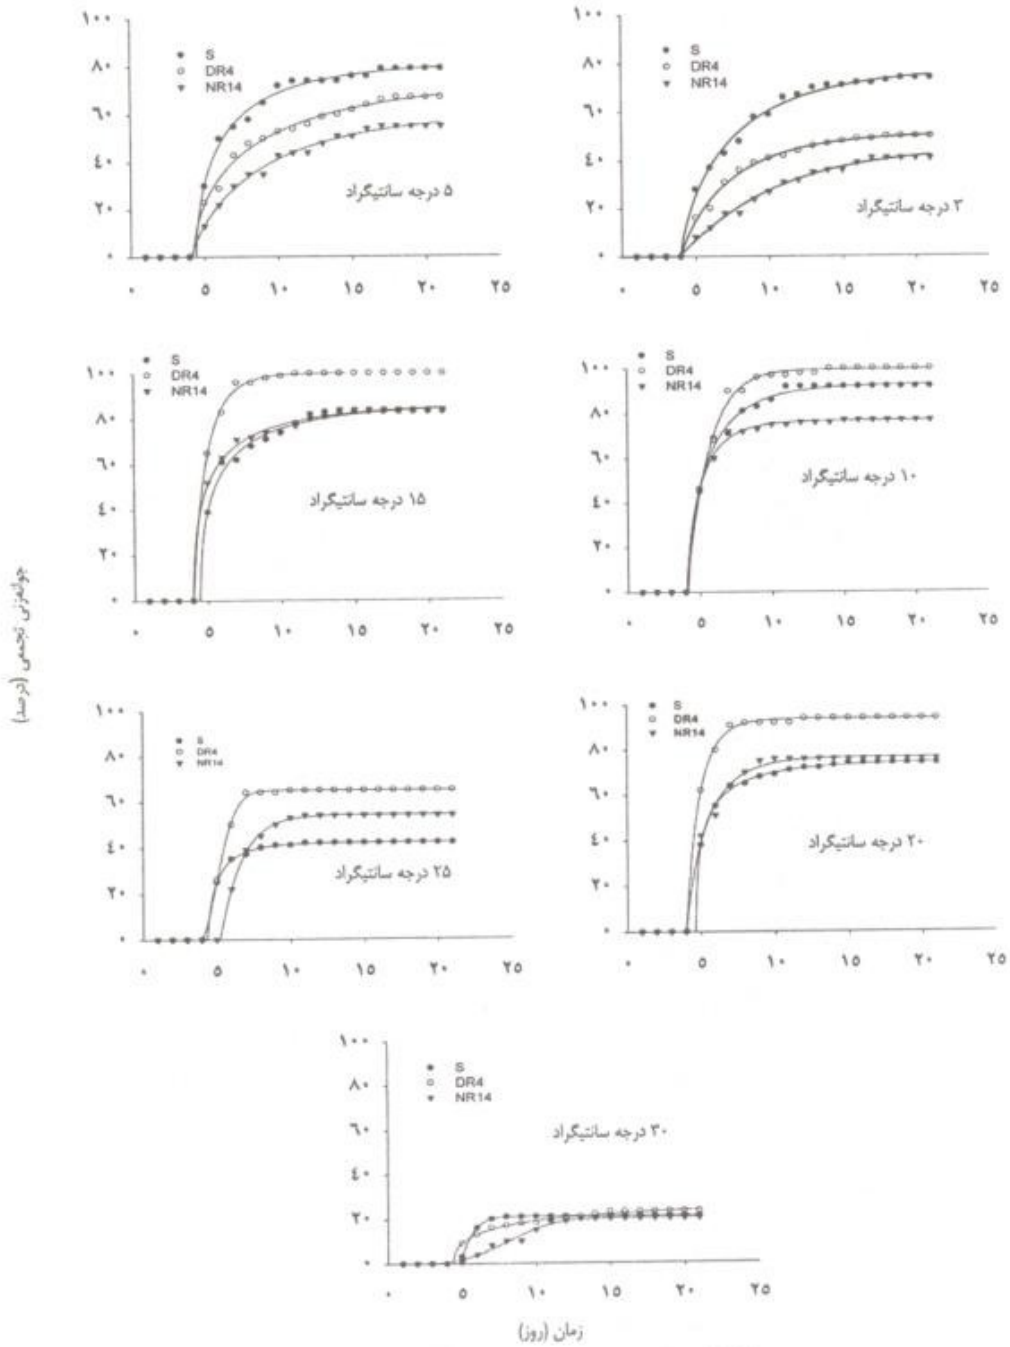 ۱۰۰
۸۰
۶۰
۴۰
۲۰
۰
S
DR4
NR14
۵ درجه سانتیگراد
۰ ۵ ۱۰ ۱۵ ۲۰ ۲۵
۱۰۰
۸۰
۶۰
۴۰
۲۰
۰
S
DR4
NR14
۳ درجه سانتیگراد
۰ ۵ ۱۰ ۱۵ ۲۰ ۲۵
۱۰۰
۸۰
۶۰
۴۰
۲۰
۰
S
DR4
NR14
۱۵ درجه سانتیگراد
۰ ۵ ۱۰ ۱۵ ۲۰ ۲۵
۱۰۰
۸۰
۶۰
۴۰
۲۰
۰
S
DR4
NR14
۱۰ درجه سانتیگراد
۰ ۵ ۱۰ ۱۵ ۲۰ ۲۵
جوانه‌زنی تجمعی (درصد)
۱۰۰
۸۰
۶۰
۴۰
۲۰
۰
S
DR4
NR14
۲۵ درجه سانتیگراد
۰ ۵ ۱۰ ۱۵ ۲۰ ۲۵
۱۰۰
۸۰
۶۰
۴۰
۲۰
۰
S
DR4
NR14
۲۰ درجه سانتیگراد
۰ ۵ ۱۰ ۱۵ ۲۰ ۲۵
۱۰۰
۸۰
۶۰
۴۰
۲۰
۰
S
DR4
NR14
۳۰ درجه سانتیگراد
۰ ۵ ۱۰ ۱۵ ۲۰ ۲۵
زمان (روز)